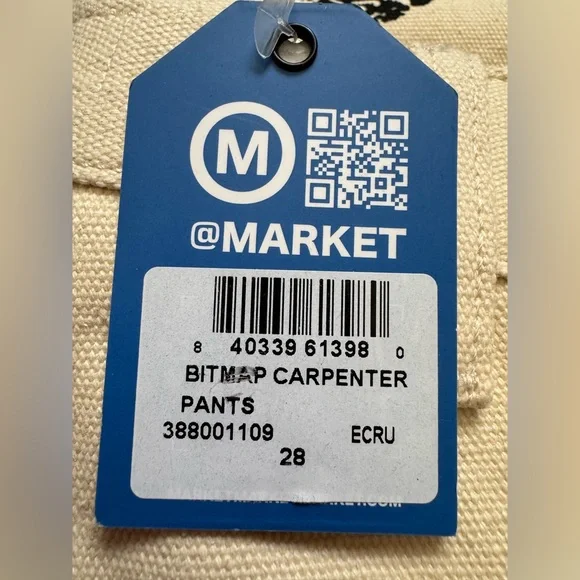 M
@MARKET
8 40339 61398 0
BITMAP CARPENTER
PANTS
388001109 ECRU
28